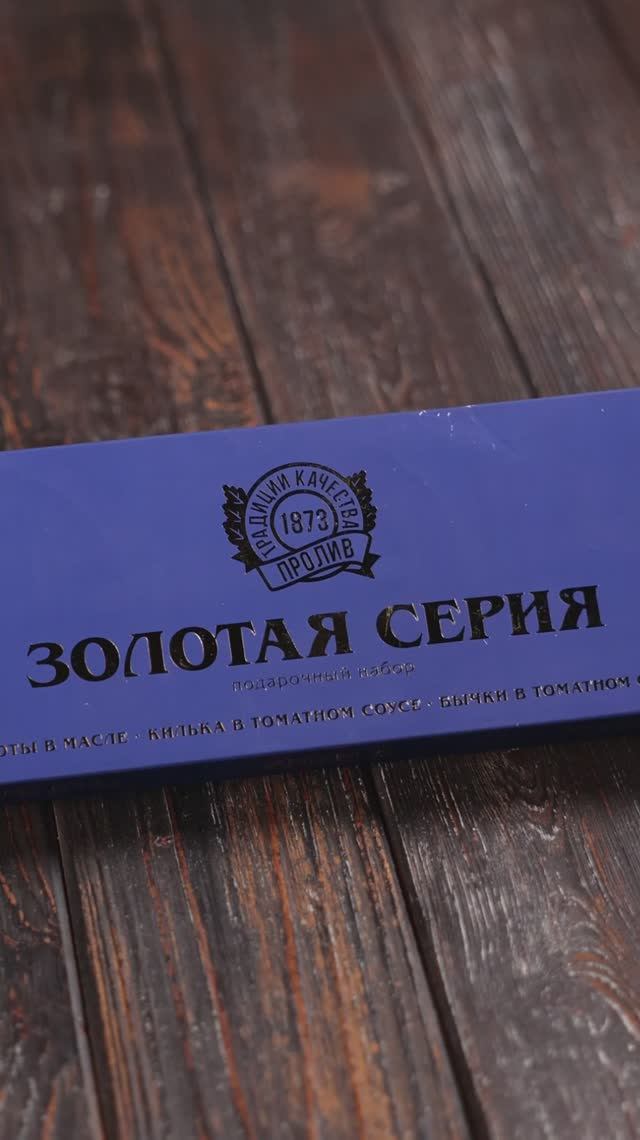 ТРАДИЦИИ КАЧЕСТВА
1873
ПРОЛИВ
ЗОЛОТАЯ СЕРИЯ
подарочный набор
В МАСЛЕ · КИЛЬКА В ТОМАТНОМ СОУСЕ · БЫЧКИ В ТОМАТНОМ